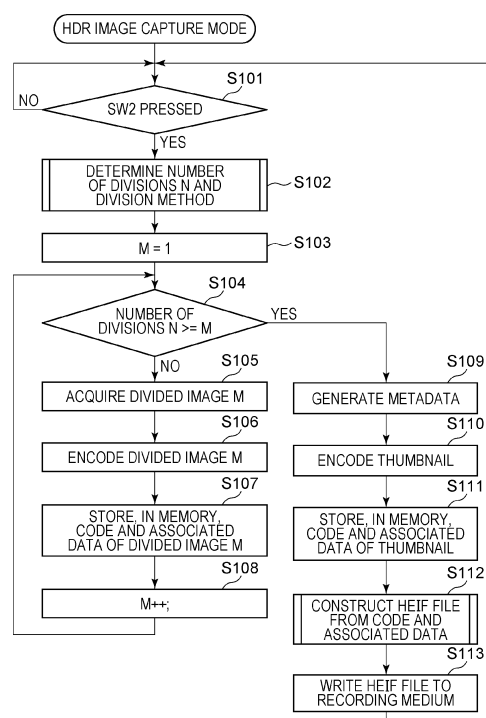 HDR IMAGE CAPTURE MODE
S101
NO
SW2 PRESSED
YES
DETERMINE NUMBER
OF DIVISIONS N AND
DIVISION METHOD
S102
M = 1
S103
S104
NUMBER OF
DIVISIONS N >= M
YES
NO
S105
ACQUIRE DIVIDED IMAGE M
S106
ENCODE DIVIDED IMAGE M
S107
STORE, IN MEMORY,
CODE AND ASSOCIATED
DATA OF DIVIDED IMAGE M
S108
M++;
S109
GENERATE METADATA
S110
ENCODE THUMBNAIL
S111
STORE, IN MEMORY,
CODE AND ASSOCIATED
DATA OF THUMBNAIL
S112
CONSTRUCT HEIF FILE
FROM CODE AND
ASSOCIATED DATA
S113
WRITE HEIF FILE TO
RECORDING MEDIUM